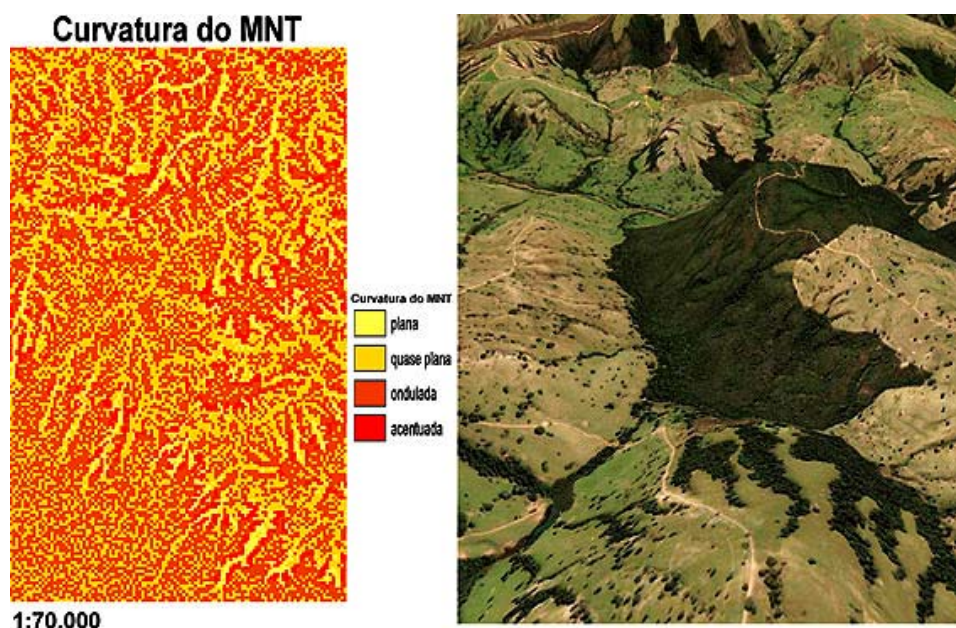 Curvatura do MNT
Curvatura do MNT
plana
quase plana
ondulada
acentuada
1:70.000